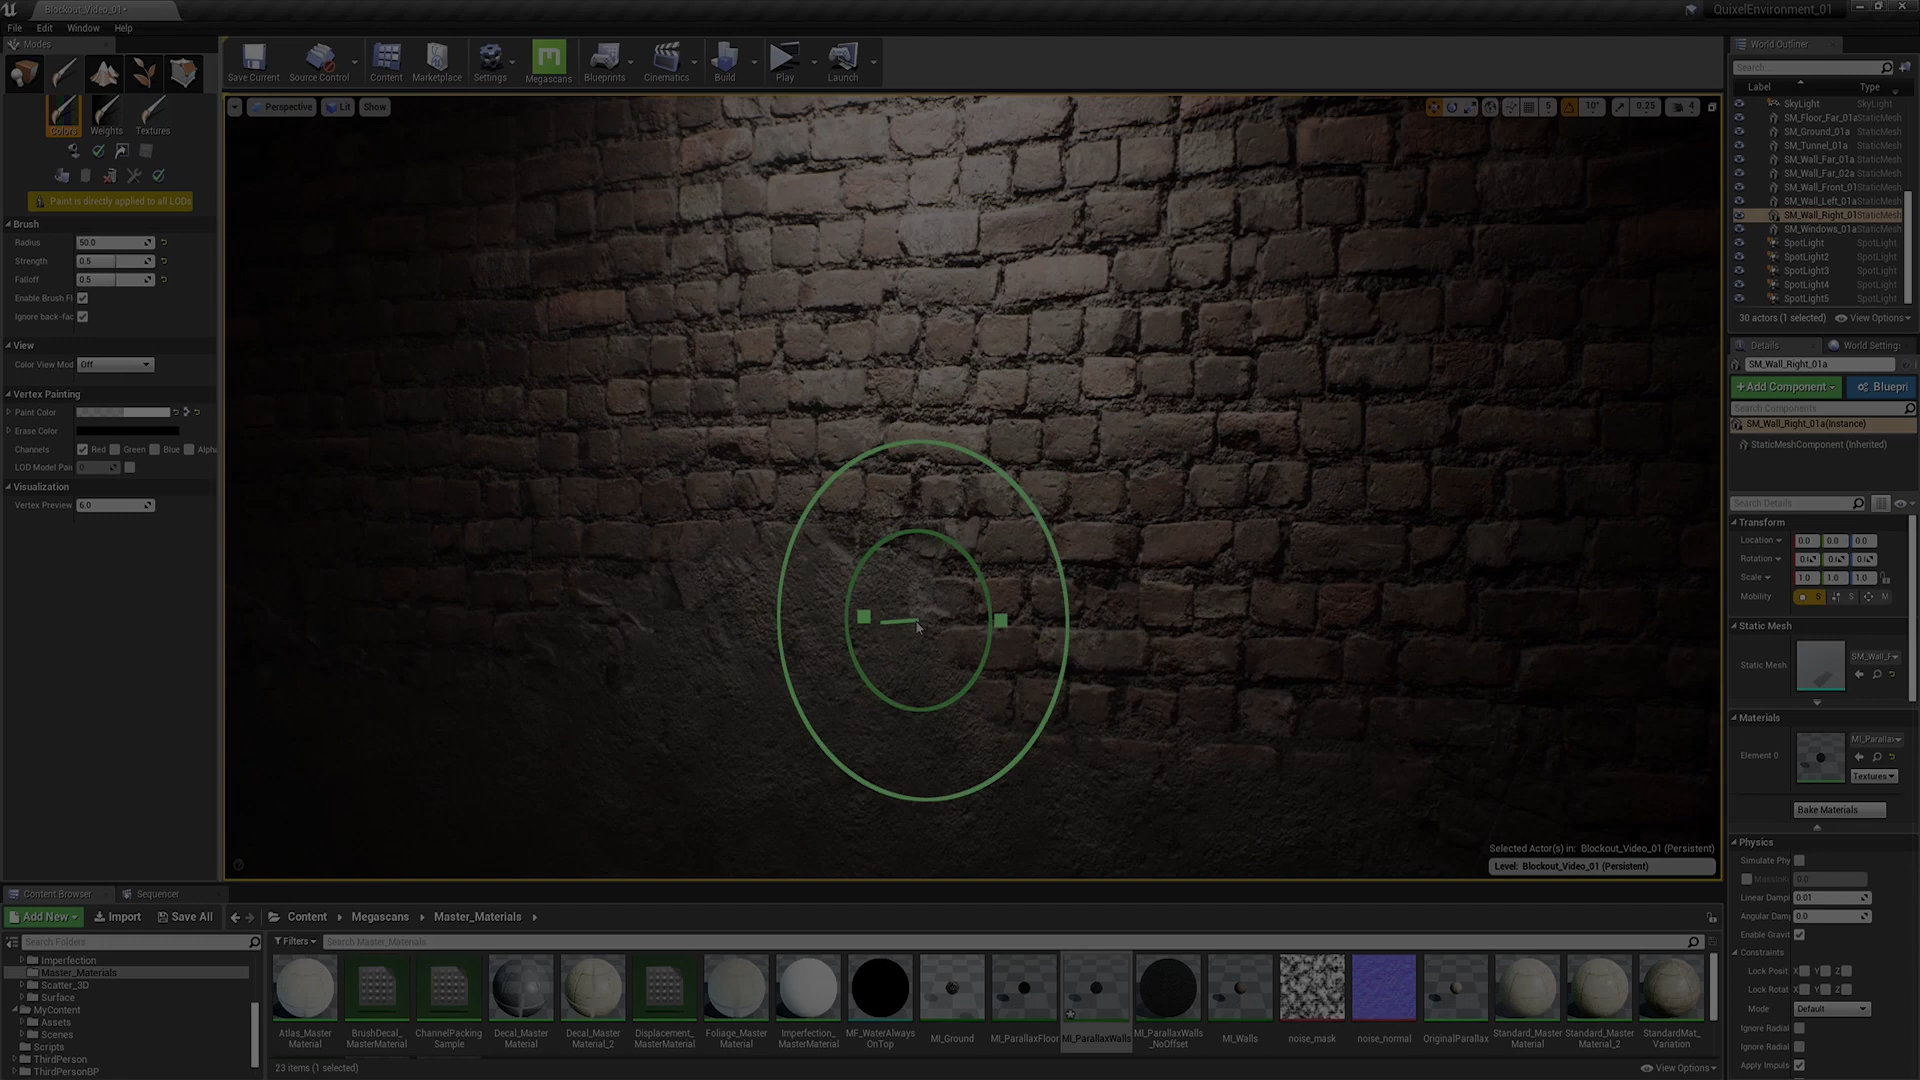 Blockout_Video_01*
QuixelEnvironment_01
File Edit Window Help
Modes
Save Current
Source Control
Content
Marketplace
Settings
Megascans
Blueprints
Cinematics
Build
Play
Launch
Colors Weights Textures
Paint is directly applied to all LODs
Brush
Radius 50.0
Strength 0.5
Falloff 0.5
Enable Brush Fl
Ignore back-fac
View
Color View Mod Off
Vertex Painting
Paint Color
Erase Color
Channels Red Green Blue Alpha
LOD Model Pain 0
Visualization
Vertex Preview 6.0
Perspective Lit Show
5 10° 0.25 4
Selected Actor(s) in: Blockout_Video_01 (Persistent)
Level: Blockout_Video_01 (Persistent)
World Outliner
Search
Label Type
SkyLight SkyLight
SM_Floor_Far_01a StaticMesh
SM_Ground_01a StaticMesh
SM_Tunnel_01a StaticMesh
SM_Wall_Far_01a StaticMesh
SM_Wall_Far_02a StaticMesh
SM_Wall_Front_01 StaticMesh
SM_Wall_Left_01a StaticMesh
SM_Wall_Right_01 StaticMesh
SM_Windows_01a StaticMesh
SpotLight SpotLight
SpotLight2 SpotLight
SpotLight3 SpotLight
SpotLight4 SpotLight
SpotLight5 SpotLight
30 actors (1 selected) View Options
Details World Setting
SM_Wall_Right_01a
+Add Component Bluepri
Search Components
SM_Wall_Right_01a(Instance)
StaticMeshComponent (Inherited)
Search Details
Transform
Location 0.0 0.0 0.0
Rotation
Scale 1.0 1.0 1.0
Mobility S S M
Static Mesh
Static Mesh SM_Wall_F
Materials
Element 0 MI_Parallax
Textures
Bake Materials
Physics
Simulate Phy
0.0
Linear Dampi 0.01
Angular Damp 0.0
Enable Gravit
Constraints
Lock Posit X Y Z
Lock Rotat X Y Z
Mode Default
Ignore Radial
Ignore Radial
Apply Impuls
Content Browser Sequencer
Add New Import Save All Content Megascans Master_Materials
Search Folders
Filters Search Master_Materials
Imperfection
Master_Materials
Scatter_3D
Surface
MyContent
Assets
Scenes
Scripts
ThirdPerson
ThirdPersonBP
Atlas_Master Material
BrushDecal_ MasterMaterial
ChannelPacking Sample
Decal_Master Material
Decal_Master Material_2
Displacement_ MasterMaterial
Foliage_Master Material
Imperfection_ MasterMaterial
MF_WaterAlways OnTop
MI_Ground
MI_ParallaxFloor
MI_ParallaxWalls
MI_ParallaxWalls _NoOffset
MI_Walls
noise_mask
noise_normal
OriginalParallax
Standard_Master Material
Standard_Master Material_2
StandardMat_ Variation
23 items (1 selected)
View Options